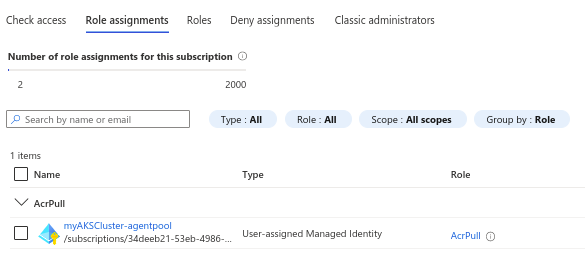 Check access Role assignments Roles Deny assignments Classic administrators
Number of role assignments for this subscription
2 2000
Search by name or email Type : All Role : All Scope : All scopes Group by : Role
1 items
Name Type Role
AcrPull
myAKSCluster-agentpool
/subscriptions/34deeb21-53eb-4986-... User-assigned Managed Identity AcrPull